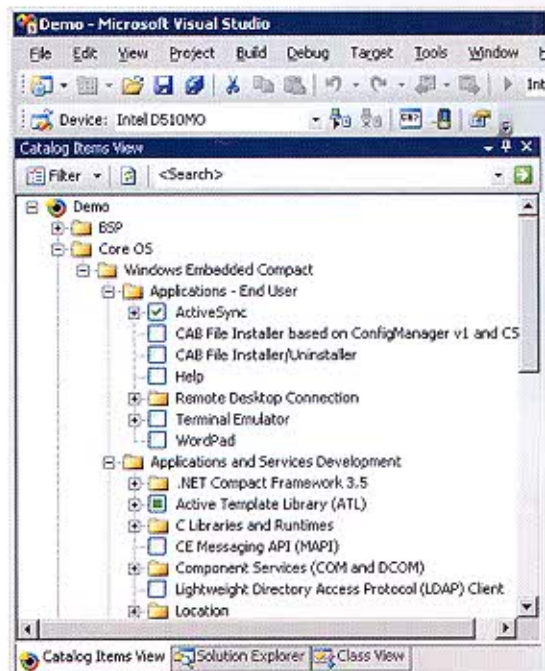 Demo - Microsoft Visual Studio
File Edit View Project Build Debug Target Tools Window
Device: Intel D510MO
Catalog Items View
Filter <Search>
Demo
BSP
Core OS
Windows Embedded Compact
Applications - End User
ActiveSync
CAB File Installer based on ConfigManager v1 and CS
CAB File Installer/Uninstaller
Help
Remote Desktop Connection
Terminal Emulator
WordPad
Applications and Services Development
.NET Compact Framework 3.5
Active Template Library (ATL)
C Libraries and Runtimes
CE Messaging API (MAPI)
Component Services (COM and DCOM)
Lightweight Directory Access Protocol (LDAP) Client
Location
Catalog Items View Solution Explorer Class View